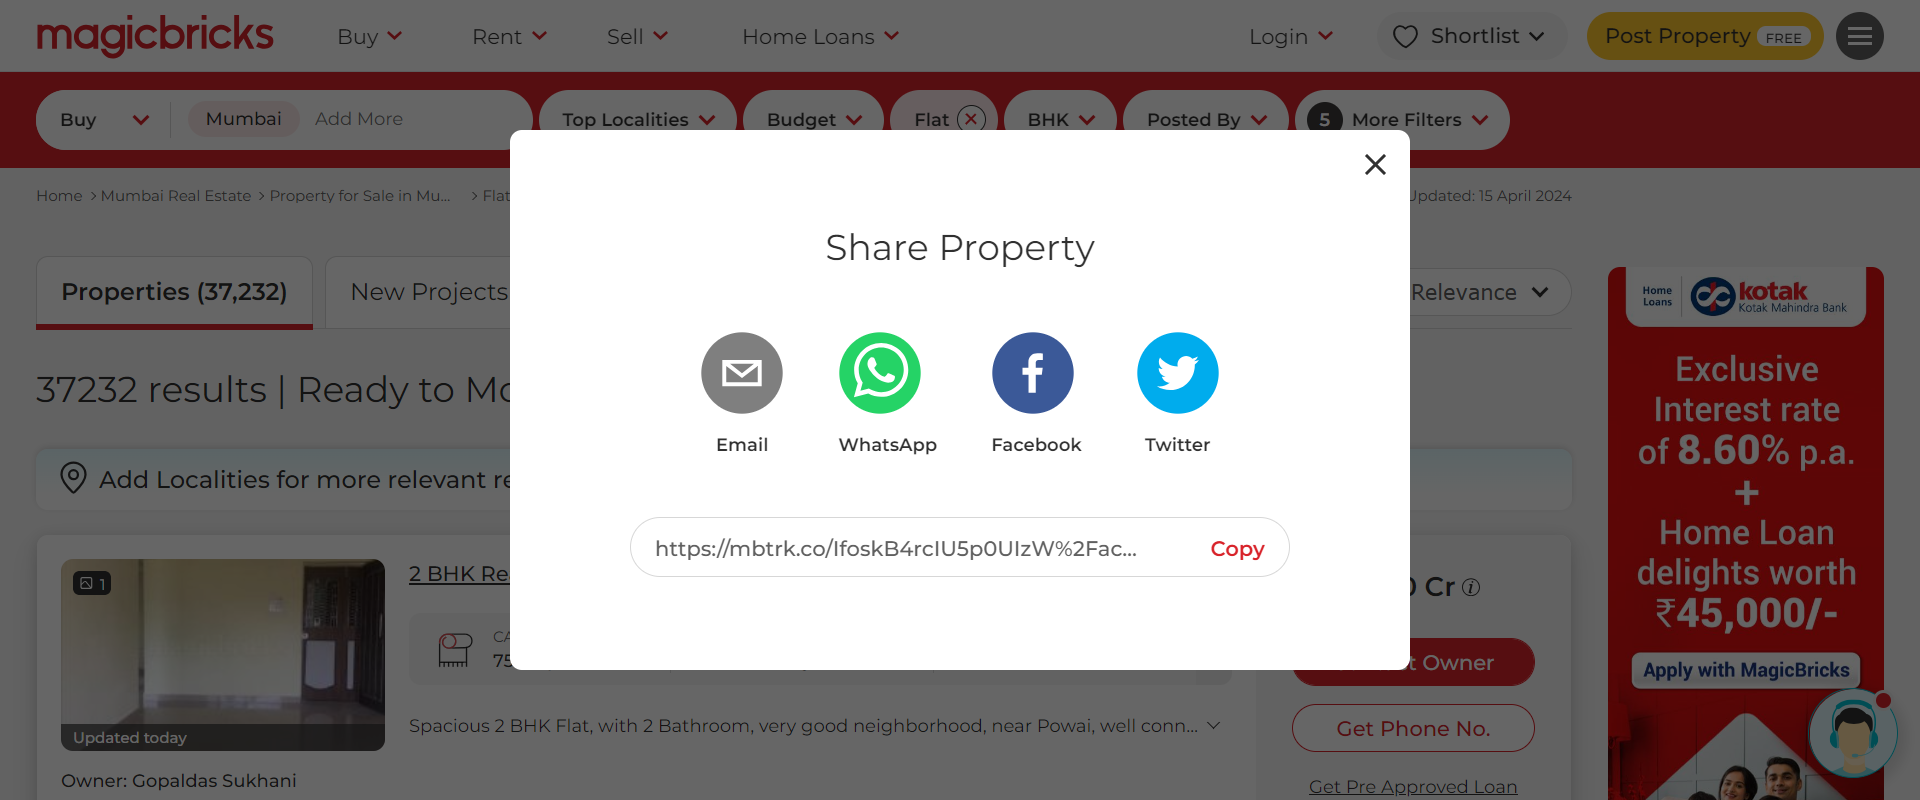 magicbricks
Buy
Rent
Sell
Home Loans
Login
Shortlist
Post Property FREE
Buy
Mumbai
Add More
Top Localities
Budget
Flat
BHK
Posted By
5 More Filters
Home > Mumbai Real Estate > Property for Sale in Mu... > Flat
Updated: 15 April 2024
Properties (37,232)
New Projects
Relevance
37232 results | Ready to Mo
Add Localities for more relevant re
1
Updated today
Owner: Gopaldas Sukhani
2 BHK Re
CA
75
Spacious 2 BHK Flat, with 2 Bathroom, very good neighborhood, near Powai, well conn...
0 Cr
t Owner
Get Phone No.
Get Pre Approved Loan
Share Property
Email
WhatsApp
Facebook
Twitter
https://mbtrk.co/IfoskB4rcIU5p0UIzW%2Fac...
Copy
Home
Loans
kotak
Kotak Mahindra Bank
Exclusive
Interest rate
of 8.60% p.a.
+
Home Loan
delights worth
₹45,000/-
Apply with MagicBricks